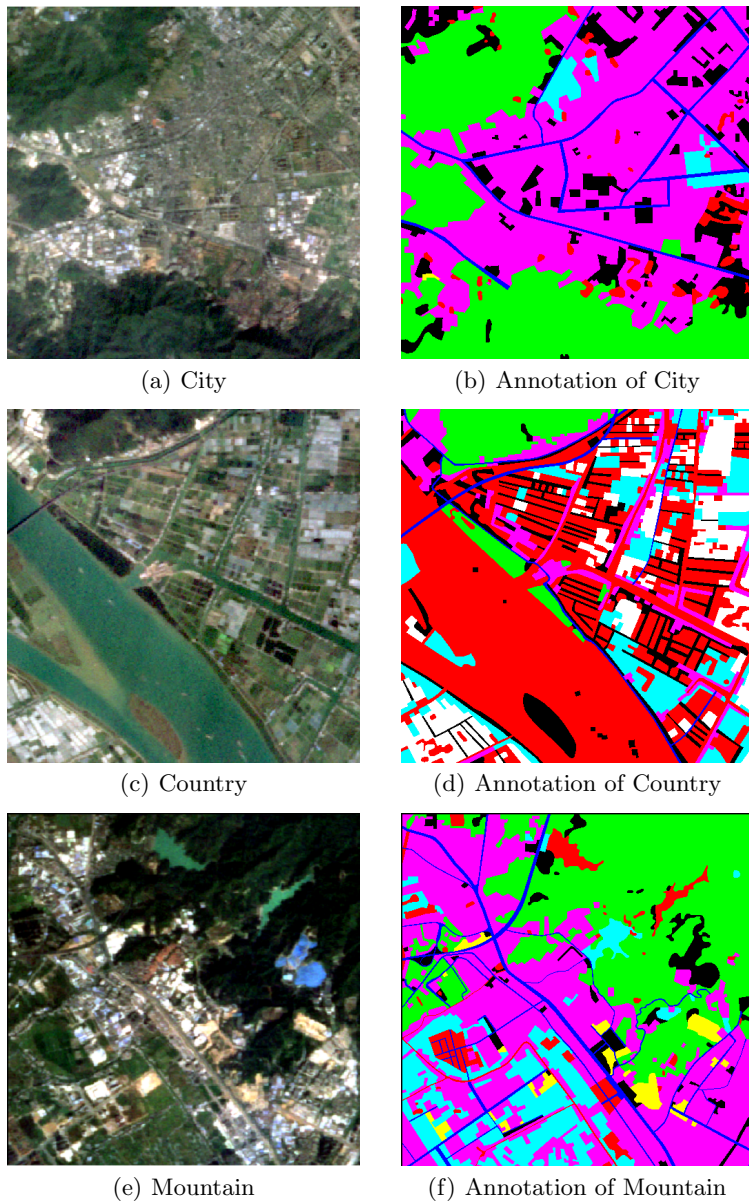 (a) City
(b) Annotation of City
(c) Country
(d) Annotation of Country
(e) Mountain
(f) Annotation of Mountain